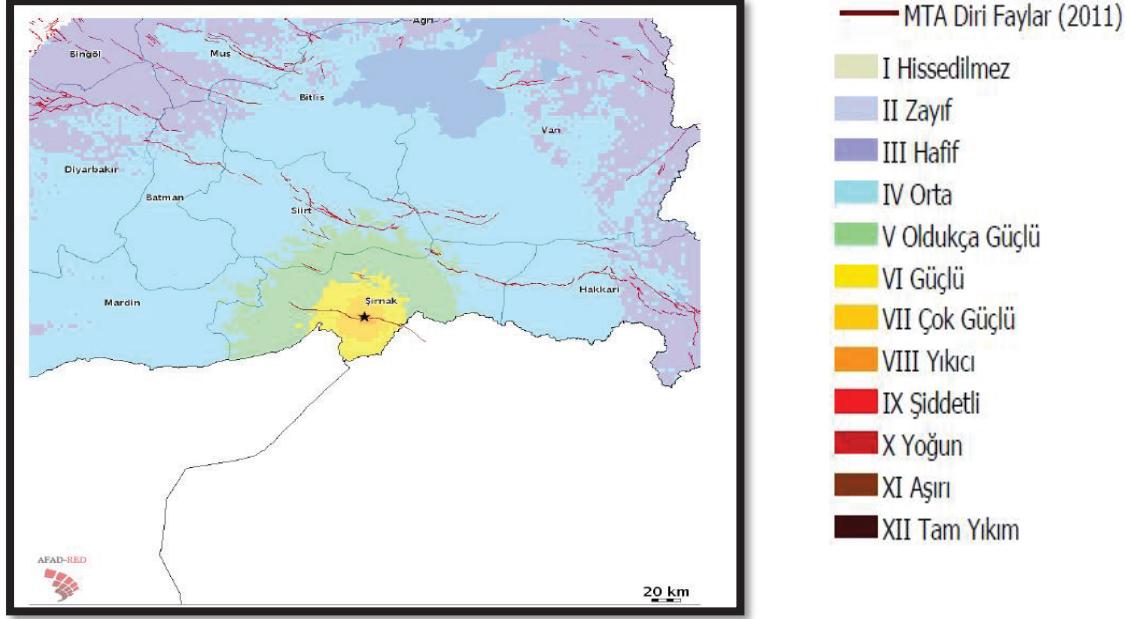 Ağrı
Bingöl
Muş
Bitlis
Van
Diyarbakır
Batman
Siirt
Mardin
Şırnak
Hakkari
AFAD-RED
20 km
MTA Diri Faylar (2011)
I Hissedilmez
II Zayıf
III Hafif
IV Orta
V Oldukça Güçlü
VI Güçlü
VII Çok Güçlü
VIII Yıkıcı
IX Şiddetli
X Yoğun
XI Aşırı
XII Tam Yıkım